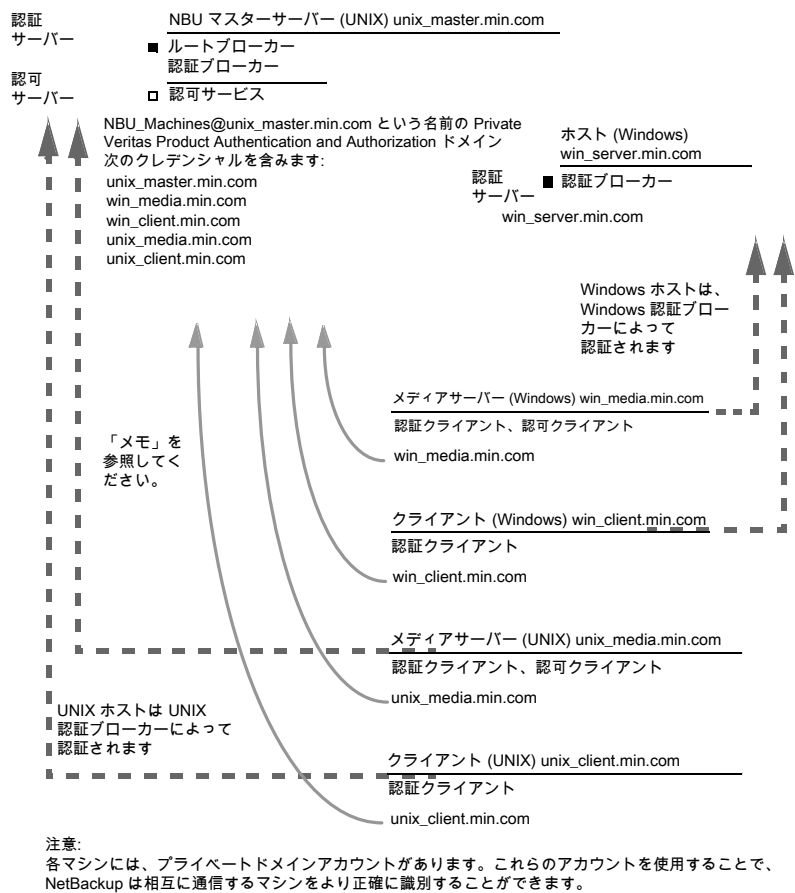 認証
サーバー
NBU マスターサーバー (UNIX) unix_master.min.com
ルートブローカー
認証ブローカー
認可
サーバー
認可サービス
NBU_Machines@unix_master.min.com という名前の Private
Veritas Product Authentication and Authorization ドメイン
次のクレデンシャルを含みます:
unix_master.min.com
win_media.min.com
win_client.min.com
unix_media.min.com
unix_client.min.com
ホスト (Windows)
win_server.min.com
認証
サーバー
認証ブローカー
win_server.min.com
Windows ホストは、
Windows 認証ブロー
カーによって
認証されます
メディアサーバー (Windows) win_media.min.com
認証クライアント、認可クライアント
win_media.min.com
「メモ」を
参照してく
ださい。
クライアント (Windows) win_client.min.com
認証クライアント
win_client.min.com
メディアサーバー (UNIX) unix_media.min.com
認証クライアント、認可クライアント
unix_media.min.com
UNIX ホストは UNIX
認証ブローカーによって
認証されます
クライアント (UNIX) unix_client.min.com
認証クライアント
unix_client.min.com
注意:
各マシンには、プライベートドメインアカウントがあります。これらのアカウントを使用することで、
NetBackup は相互に通信するマシンをより正確に識別することができます。